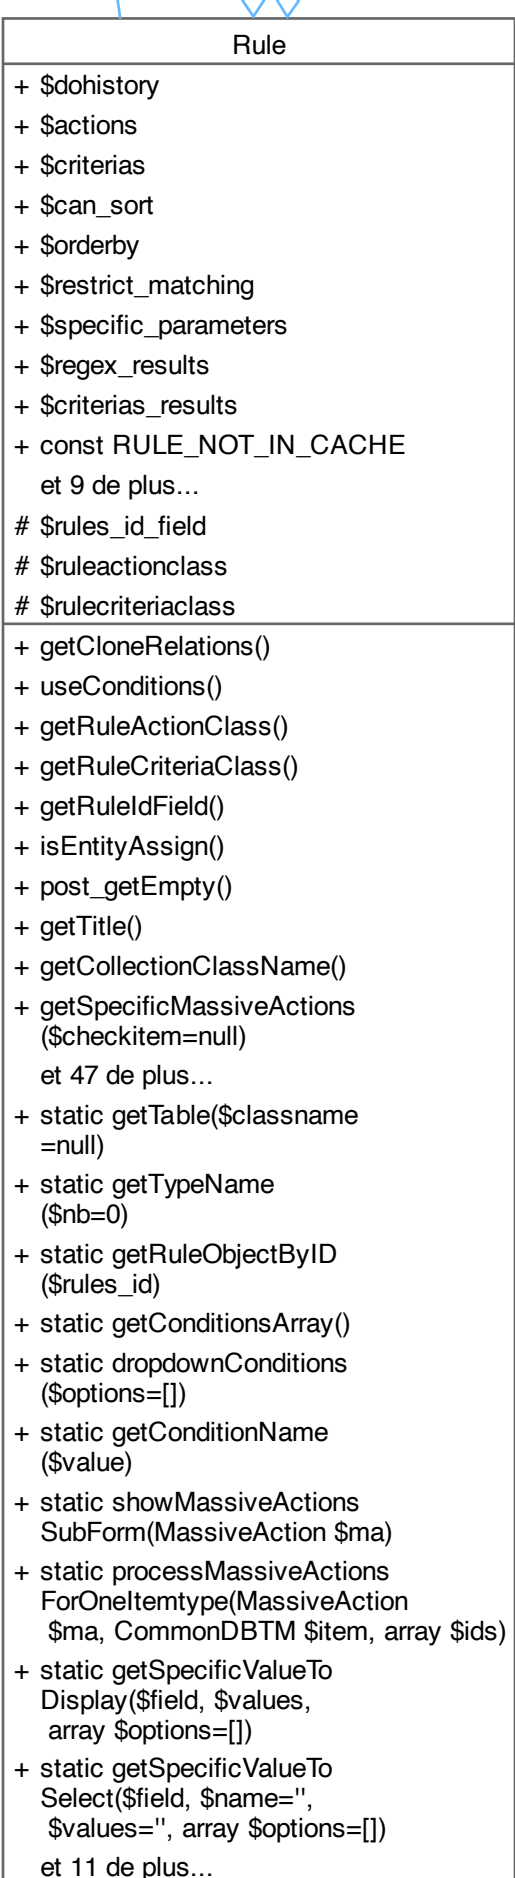 Rule
+ $dohistory
+ $actions
+ $criterias
+ $can_sort
+ $orderby
+ $restrict_matching
+ $specific_parameters
+ $regex_results
+ $criterias_results
+ const RULE_NOT_IN_CACHE
et 9 de plus...
# $rules_id_field
# $ruleactionclass
# $rulecriteriaclass
+ getCloneRelations()
+ useConditions()
+ getRuleActionClass()
+ getRuleCriteriaClass()
+ getRuleIdField()
+ isEntityAssign()
+ post_getEmpty()
+ getTitle()
+ getCollectionClassName()
+ getSpecificMassiveActions
($checkitem=null)
et 47 de plus...
+ static getTable($classname
=null)
+ static getTypeName
($nb=0)
+ static getRuleObjectByID
($rules_id)
+ static getConditionsArray()
+ static dropdownConditions
($options=[])
+ static getConditionName
($value)
+ static showMassiveActions
SubForm(MassiveAction $ma)
+ static processMassiveActions
ForOneItemtype(MassiveAction
$ma, CommonDBTM $item, array $ids)
+ static getSpecificValueTo
Display($field, $values,
array $options=[])
+ static getSpecificValueTo
Select($field, $name='',
$values='', array $options=[])
et 11 de plus...